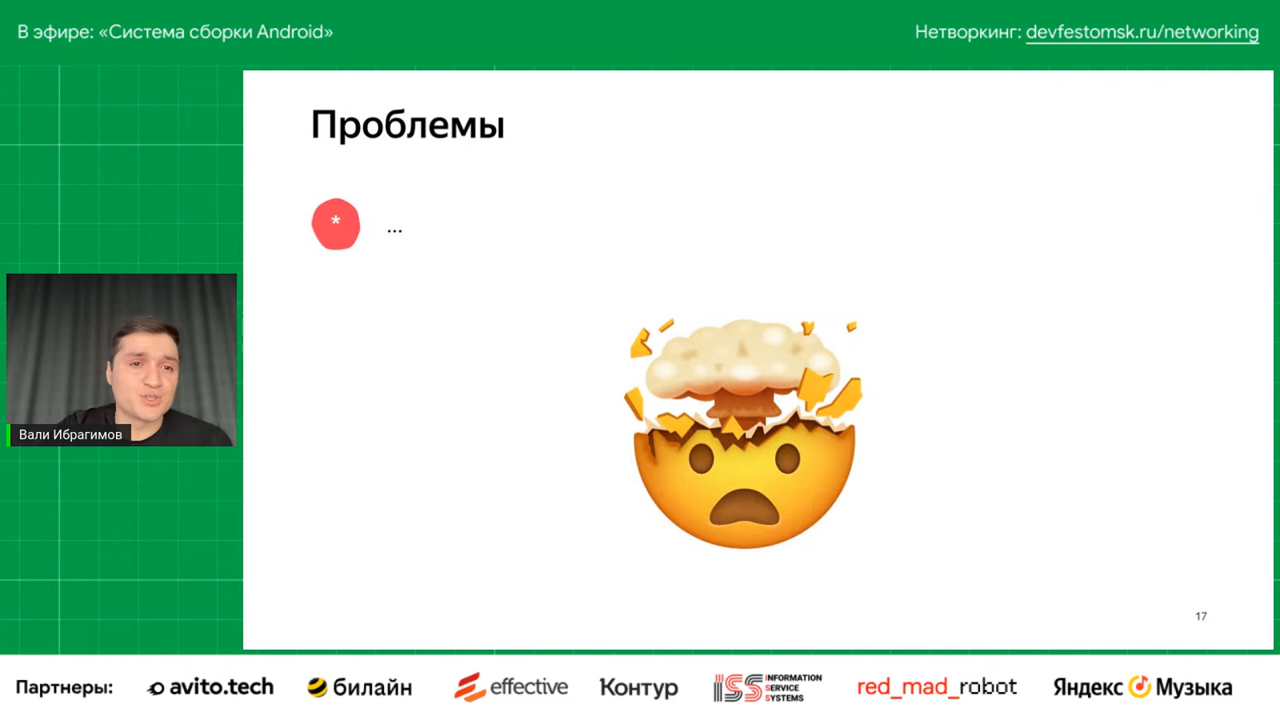 В эфире: «Система сборки Android»
Нетворкинг: devfestomsk.ru/networking
Проблемы
*
...
Вали Ибрагимов
17
Партнеры:
avito.tech
билайн
effective
Контур
ISS INFORMATION SERVICE SYSTEMS
red_mad_robot
Яндекс Музыка